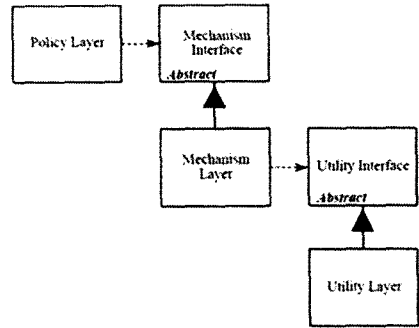 Policy Layer
Mechanism
Interface
Abstract
Mechanism
Layer
Utility Interface
Abstract
Utility Layer